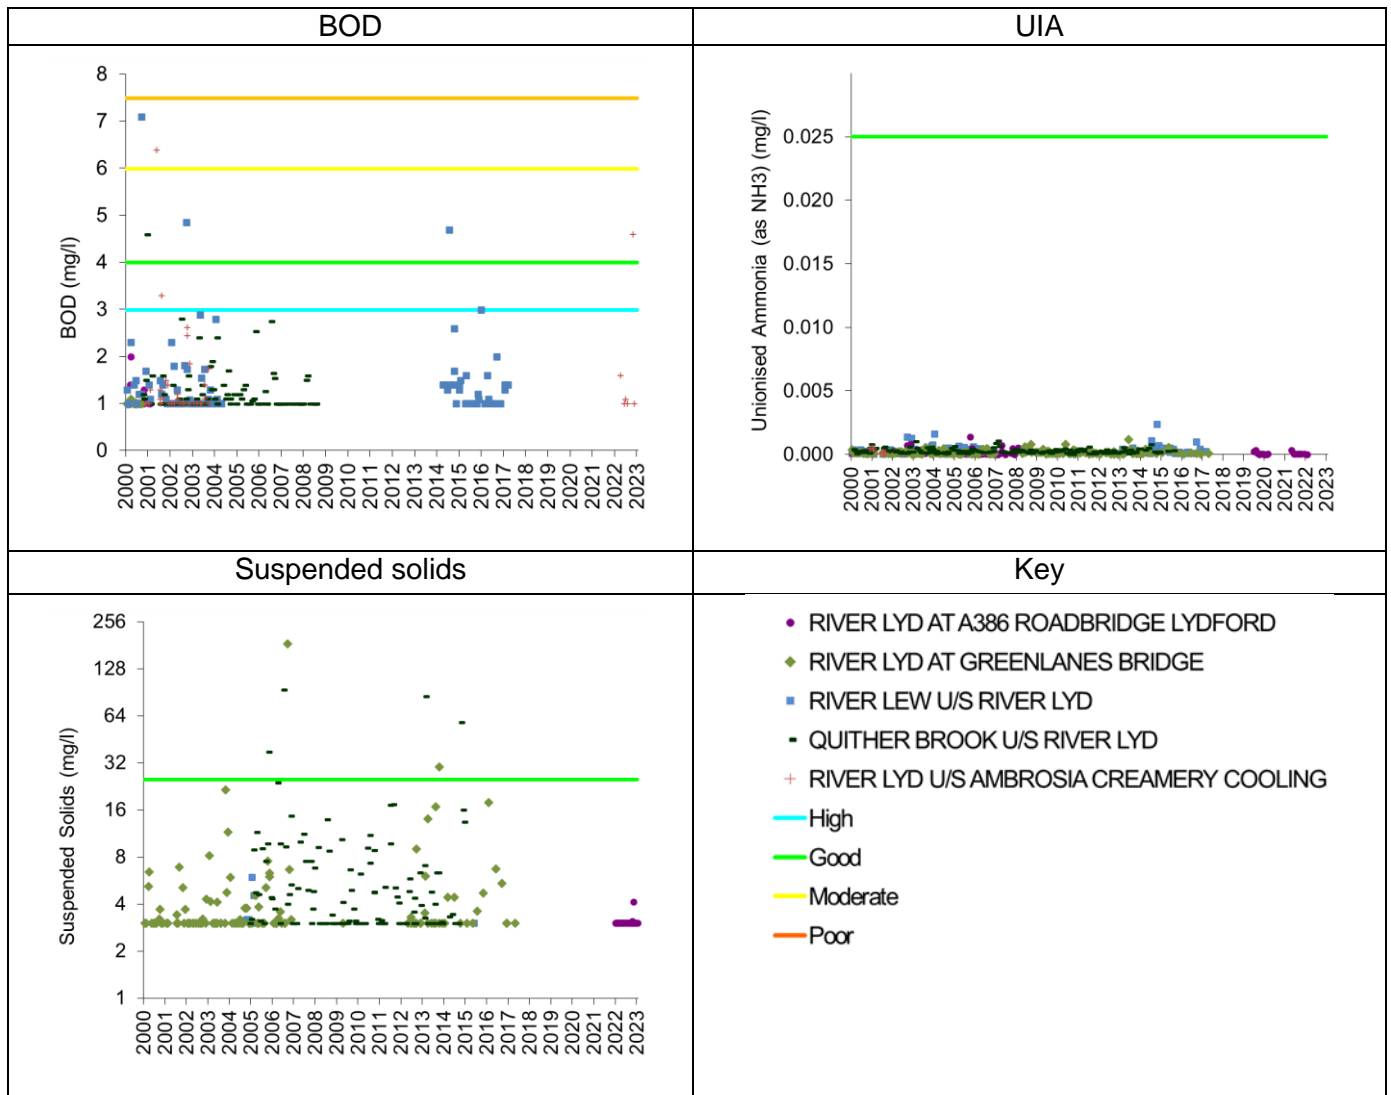 BOD
UIA
8
7
6
5
4
3
2
1
0
BOD (mg/l)
2000 2001 2002 2003 2004 2005 2006 2007 2008 2009 2010 2011 2012 2013 2014 2015 2016 2017 2018 2019 2020 2021 2022 2023
0.025
0.020
0.015
0.010
0.005
0.000
Unionised Ammonia (as NH3) (mg/l)
2000 2001 2002 2003 2004 2005 2006 2007 2008 2009 2010 2011 2012 2013 2014 2015 2016 2017 2018 2019 2020 2021 2022 2023
Suspended solids
Key
256
128
64
32
16
8
4
2
1
Suspended Solids (mg/l)
2000 2001 2002 2003 2004 2005 2006 2007 2008 2009 2010 2011 2012 2013 2014 2015 2016 2017 2018 2019 2020 2021 2022 2023
RIVER LYD AT A386 ROADBRIDGE LYDFORD
RIVER LYD AT GREENLANES BRIDGE
RIVER LEW U/S RIVER LYD
QUITHER BROOK U/S RIVER LYD
RIVER LYD U/S AMBROSIA CREAMERY COOLING
High
Good
Moderate
Poor